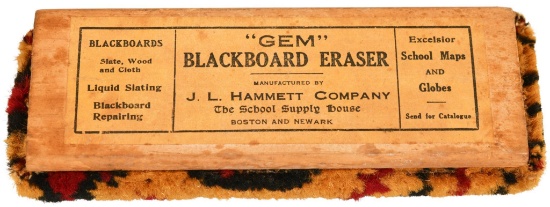 BLACKBOARDS
Slate, Wood
and Cloth
Liquid Slating
Blackboard
Repairing
"GEM"
BLACKBOARD ERASER
MANUFACTURED BY
J. L. HAMMETT COMPANY
The School Supply House
BOSTON AND NEWARK
Excelsior
School Maps
AND
Globes
Send for Catalogue